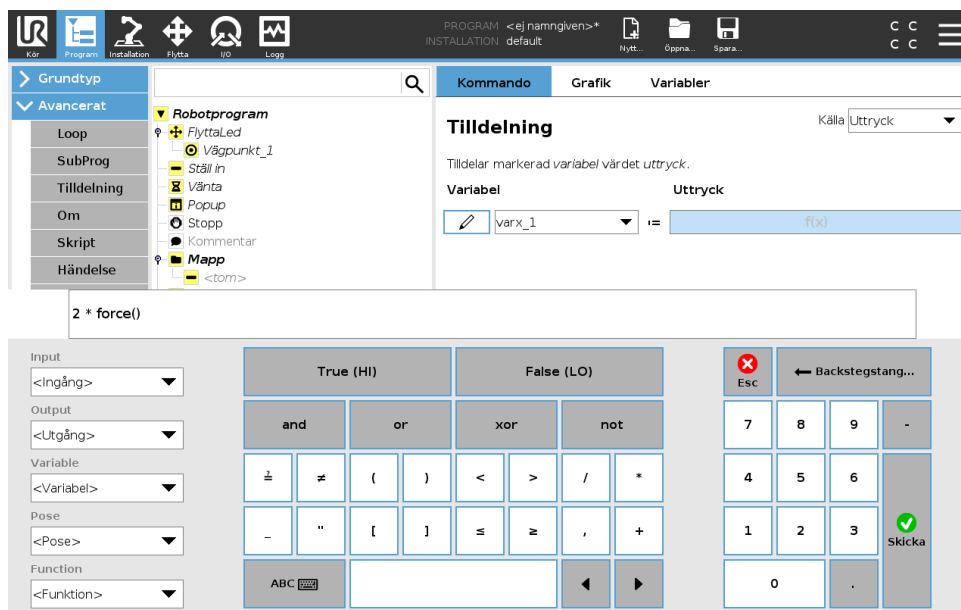 PROGRAM <ej namngiven>*
INSTALLATION default
Kör Program Installation Flytta I/O Logg Nytt... Öppna... Spara...
C C
C C
Grundtyp
Avancerat
Loop
SubProg
Tilldelning
Om
Skript
Händelse
Robotprogram
FlyttaLed
Vägpunkt_1
Ställ in
Vänta
Popup
Stopp
Kommentar
Mapp
<tom>
Kommando Grafik Variabler
Tilldelning
Källa Uttryck
Tilldelar markerad variabel värdet uttryck.
Variabel Uttryck
varx_1 := f(x)
2 * force()
Input
<Ingång>
Output
<Utgång>
Variable
<Variabel>
Pose
<Pose>
Function
<Funktion>
True (HI) False (LO)
and or xor not
≟ ≠ ( ) < > / *
_ " [ ] ≤ ≥ , +
ABC
Esc Backstegstang...
7 8 9 -
4 5 6
1 2 3 Skicka
0 .